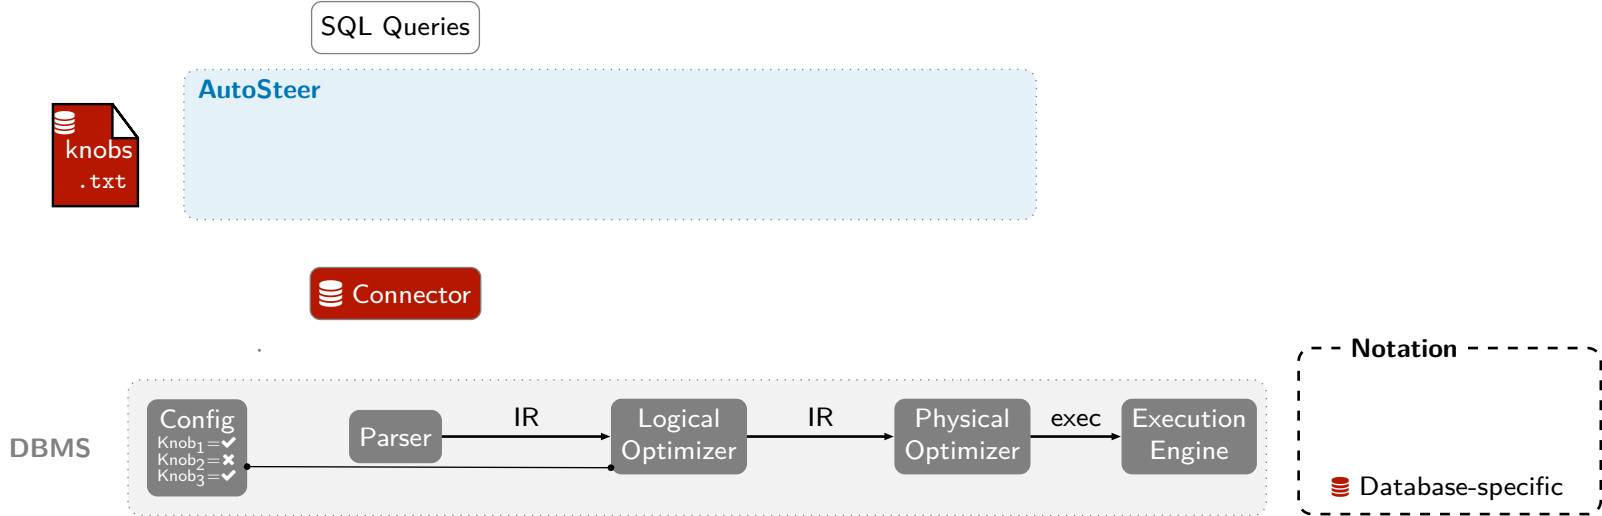 SQL Queries
AutoSteer
knobs
.txt
Connector
Notation
Config
Knob1=✔
Knob2=✖
Knob3=✔
Parser
IR
Logical
Optimizer
IR
Physical
Optimizer
exec
Execution
Engine
DBMS
Database-specific